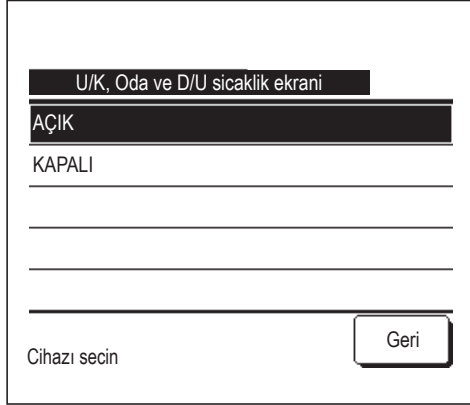 U/K, Oda ve D/U sicaklik ekrani
AÇIK
KAPALI
Geri
Cihazı secin